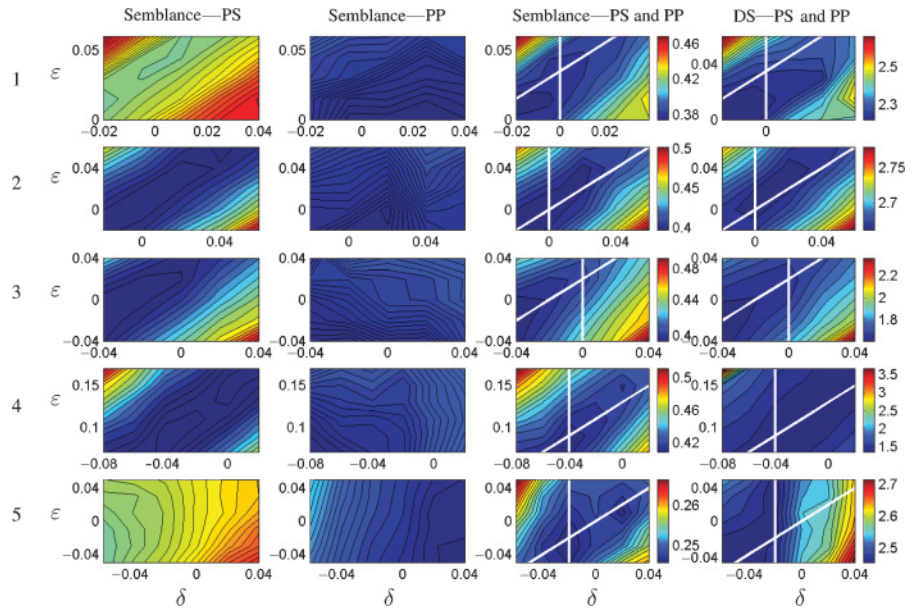 Semblance—PS Semblance—PP Semblance—PS and PP DS—PS and PP
1 ε 0.05 0 −0.02 0 0.02 0.04
0.05 0 −0.02 0 0.02 0.04
0.05 0 −0.02 0 0.02 0.46 0.42 0.38
0.04 0 0 2.5 2.3
2 ε 0.04 0 0 0.04
0.04 0 0 0.04
0.04 0 0 0.04 0.5 0.45 0.4
0.04 0 0 0.04 2.75 2.7
3 ε 0.04 0 −0.04 −0.04 0 0.04
0.04 0 −0.04 −0.04 0 0.04
0.04 0 −0.04 −0.04 0 0.04 0.48 0.44 0.4
0.04 0 0.04 −0.04 0 0.04 2.2 2 1.8 1.6
4 ε 0.15 0.1 −0.08 −0.04 0
0.15 0.1 −0.08 −0.04 0
0.15 0.1 −0.08 −0.04 0 0.5 0.46 0.42
0.15 0.1 −0.08 −0.04 0 3.5 3 2.5 2 1.5
5 ε 0.04 0 −0.04 −0.04 0 0.04
0.04 0 −0.04 −0.04 0 0.04
0.04 0 −0.04 −0.04 0 0.04 0.26 0.25
0.04 0 −0.04 −0.04 0 0.04 2.7 2.6 2.5
δ δ δ δ